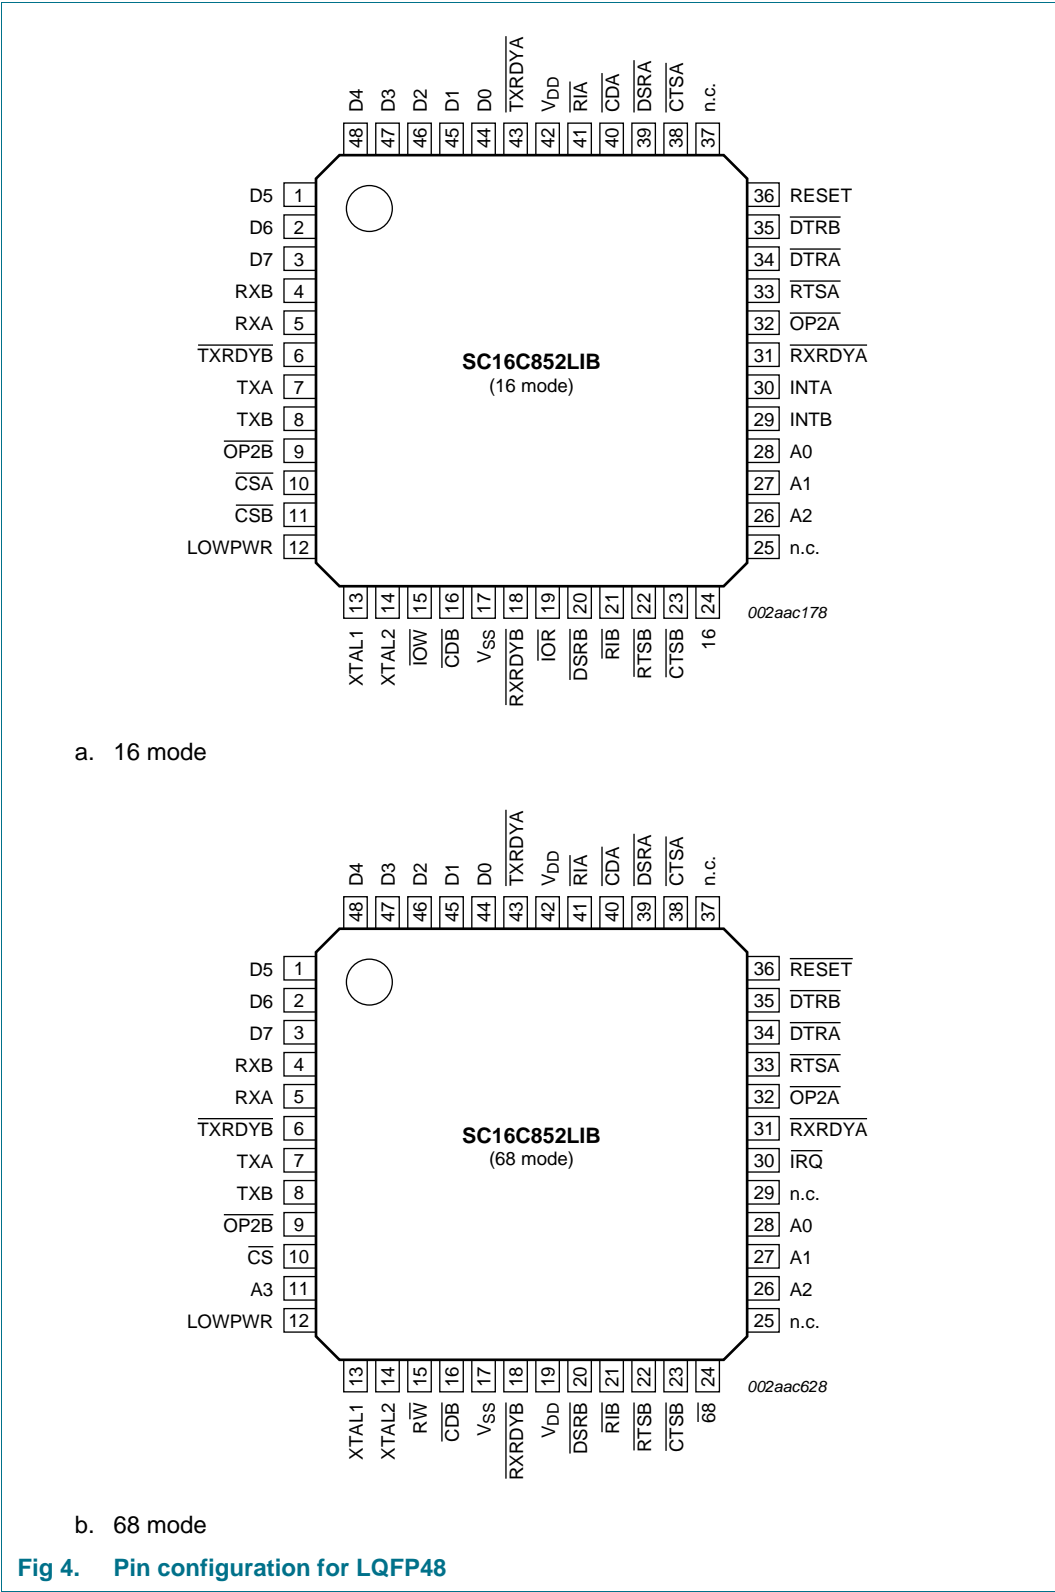 D4 D3 D2 D1 D0 TXRDYA VDD RIA CDA DSRA CTSA n.c.
48 47 46 45 44 43 42 41 40 39 38 37
D5 1 36 RESET
D6 2 35 DTRB
D7 3 34 DTRA
RXB 4 33 RTSA
RXA 5 32 OP2A
TXRDYB 6 31 RXRDYA
SC16C852LIB
(16 mode)
TXA 7 30 INTA
TXB 8 29 INTB
OP2B 9 28 A0
CSA 10 27 A1
CSB 11 26 A2
LOWPWR 12 25 n.c.
13 14 15 16 17 18 19 20 21 22 23 24
XTAL1 XTAL2 IOW CDB VSS RXRDYB IOR DSRB RIB RTSB CTSB 16
002aac178
a. 16 mode
D4 D3 D2 D1 D0 TXRDYA VDD RIA CDA DSRA CTSA n.c.
48 47 46 45 44 43 42 41 40 39 38 37
D5 1 36 RESET
D6 2 35 DTRB
D7 3 34 DTRA
RXB 4 33 RTSA
RXA 5 32 OP2A
TXRDYB 6 31 RXRDYA
SC16C852LIB
(68 mode)
TXA 7 30 IRQ
TXB 8 29 n.c.
OP2B 9 28 A0
CS 10 27 A1
A3 11 26 A2
LOWPWR 12 25 n.c.
13 14 15 16 17 18 19 20 21 22 23 24
XTAL1 XTAL2 RW CDB VSS RXRDYB VDD DSRB RIB RTSB CTSB 68
002aac628
b. 68 mode
Fig 4. Pin configuration for LQFP48